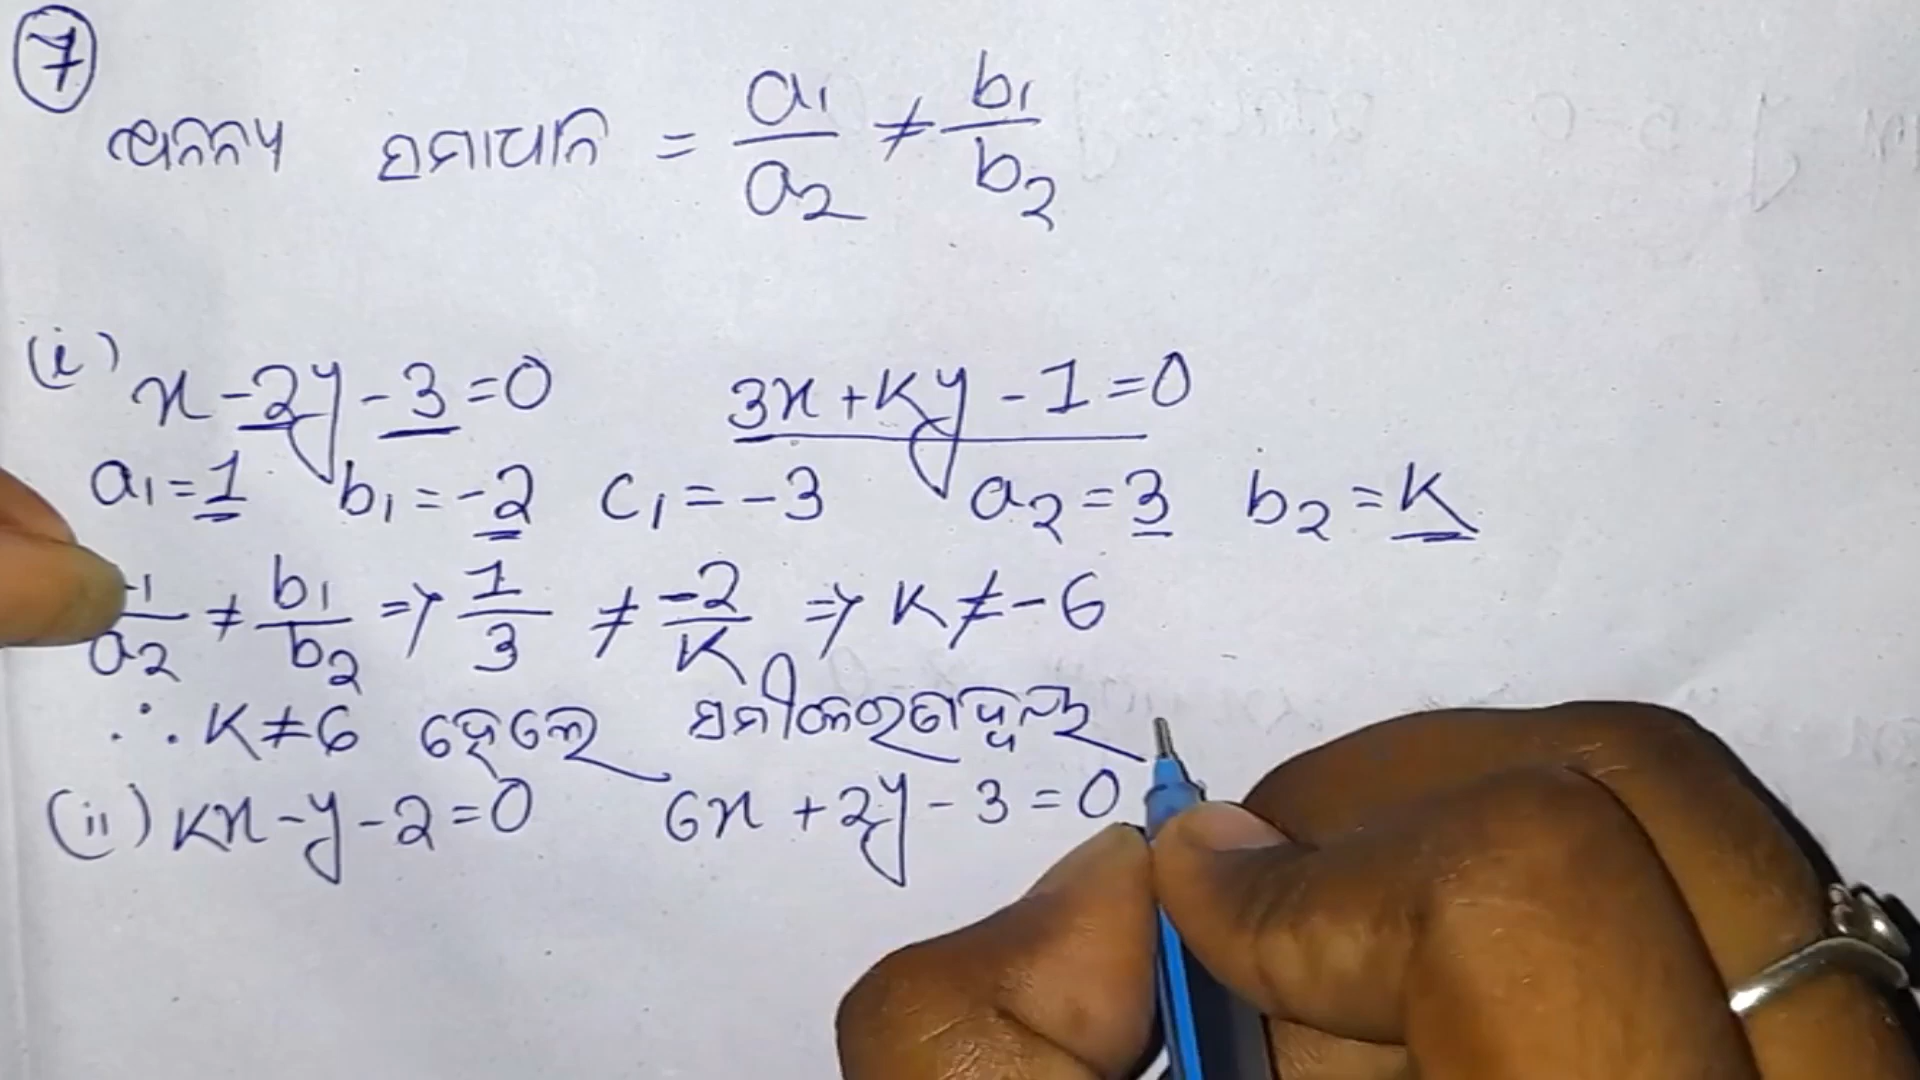 7
ଅନନ୍ୟ ସମାଧାନ = a₁/a₂ ≠ b₁/b₂
(i) x - 2y - 3 = 0 3x + ky - 1 = 0
a₁ = 1 b₁ = -2 c₁ = -3 a₂ = 3 b₂ = k
/a₂ ≠ b₁/b₂ ⇒ 1/3 ≠ -2/k ⇒ k ≠ -6
∴ k ≠ 6 ହେଲେ ସମୀକରଣଦ୍ୱୟର
(ii) kx - y - 2 = 0 6x + 2y - 3 = 0